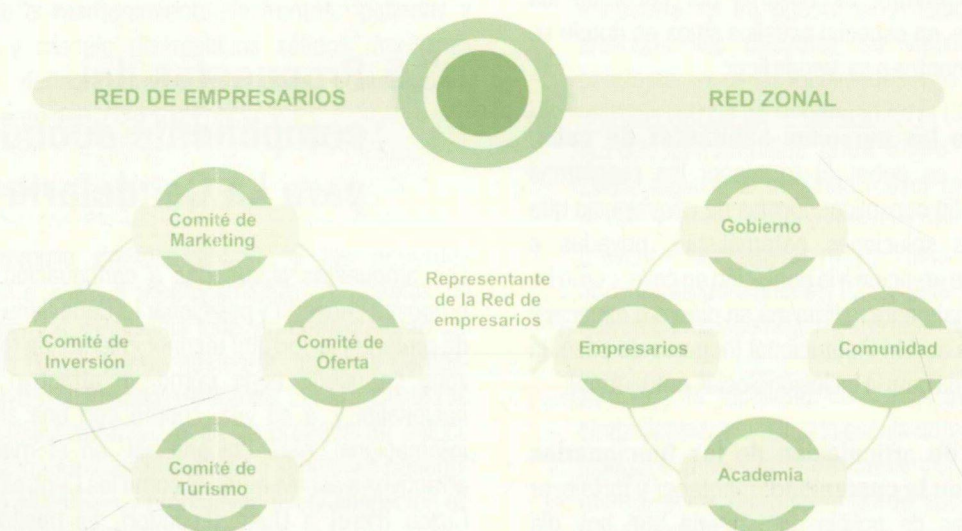 RED DE EMPRESARIOS
RED ZONAL
Comité de
Marketing
Comité de
Inversión
Comité de
Oferta
Comité de
Turismo
Representante
de la Red de
empresarios
Gobierno
Empresarios
Comunidad
Academia